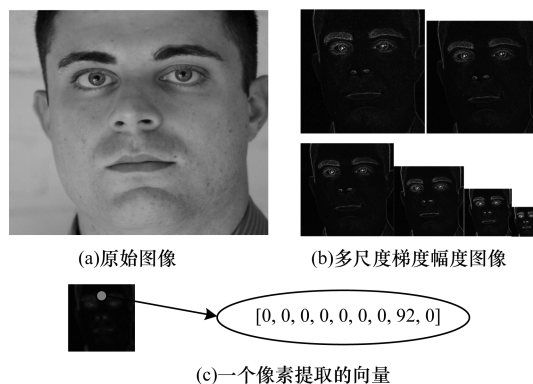 (a)原始图像
(b)多尺度梯度幅度图像
[0, 0, 0, 0, 0, 0, 0, 92, 0]
(c)一个像素提取的向量